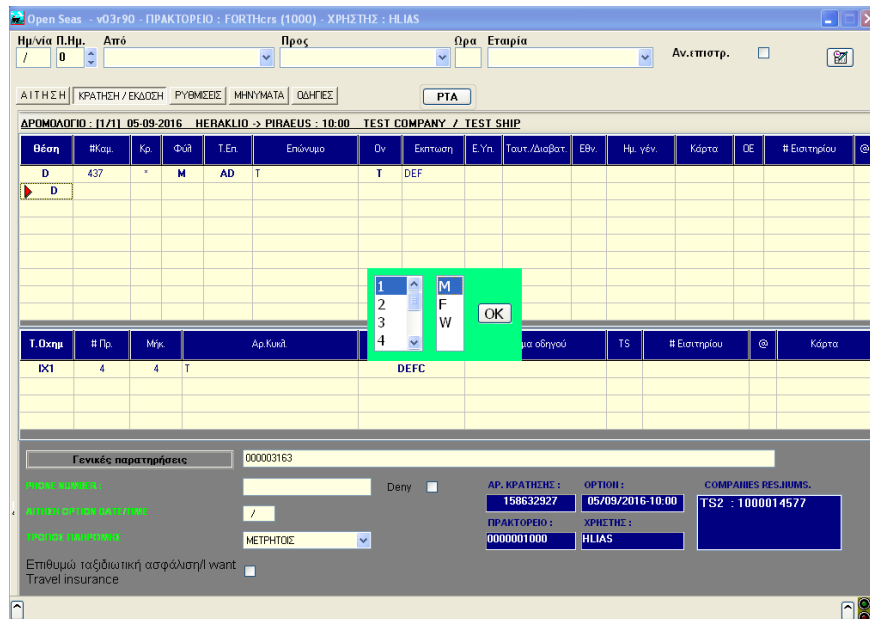 Open Seas - v03r90 - ΠΡΑΚΤΟΡΕΙΟ : FORTHcrs (1000) - ΧΡΗΣΤΗΣ : HLIAS
Ημ/νία Π.Ημ. Από Προς Ωρα Εταιρία
/ 0 Αν.επιστρ.
ΑΙΤΗΣΗ ΚΡΑΤΗΣΗ / ΕΚΔΟΣΗ ΡΥΘΜΙΣΕΙΣ ΜΗΝΥΜΑΤΑ ΟΔΗΓΙΕΣ PTA
ΔΡΟΜΟΛΟΓΙΟ : [1/1] 05-09-2016 HERAKLIO -> PIRAEUS : 10:00 TEST COMPANY / TEST SHIP
Θέση #Καμ. Κρ. Φύλ Τ.Επ. Επώνυμο Ον Εκπτωση Ε.Υπ. Ταυτ./Διαβατ. Εθν. Ημ. γέν. Κάρτα ΟΕ # Εισιτηρίου @
D 437 * M AD T T DEF
D
1 M
2 F
3 W
4
OK
Τ.Οχημ # Πρ. Μήκ. Αρ.Κυκλ. μα οδηγού TS # Εισιτηρίου @ Κάρτα
IX1 4 4 T DEFC
Γενικές παρατηρήσεις 000003163
PHONE NUMBER :
Deny
ΑΙΤΗΣΗ OPTION DATE/TIME /
ΤΡΟΠΟΣ ΠΛΗΡΩΜΗΣ ΜΕΤΡΗΤΟΙΣ
Επιθυμώ ταξιδιωτική ασφάλιση/I want
Travel insurance
ΑΡ. ΚΡΑΤΗΣΗΣ : OPTION : COMPANIES RES.NUMS.
158632927 05/09/2016-10:00 TS2 : 1000014577
ΠΡΑΚΤΟΡΕΙΟ : ΧΡΗΣΤΗΣ :
0000001000 HLIAS